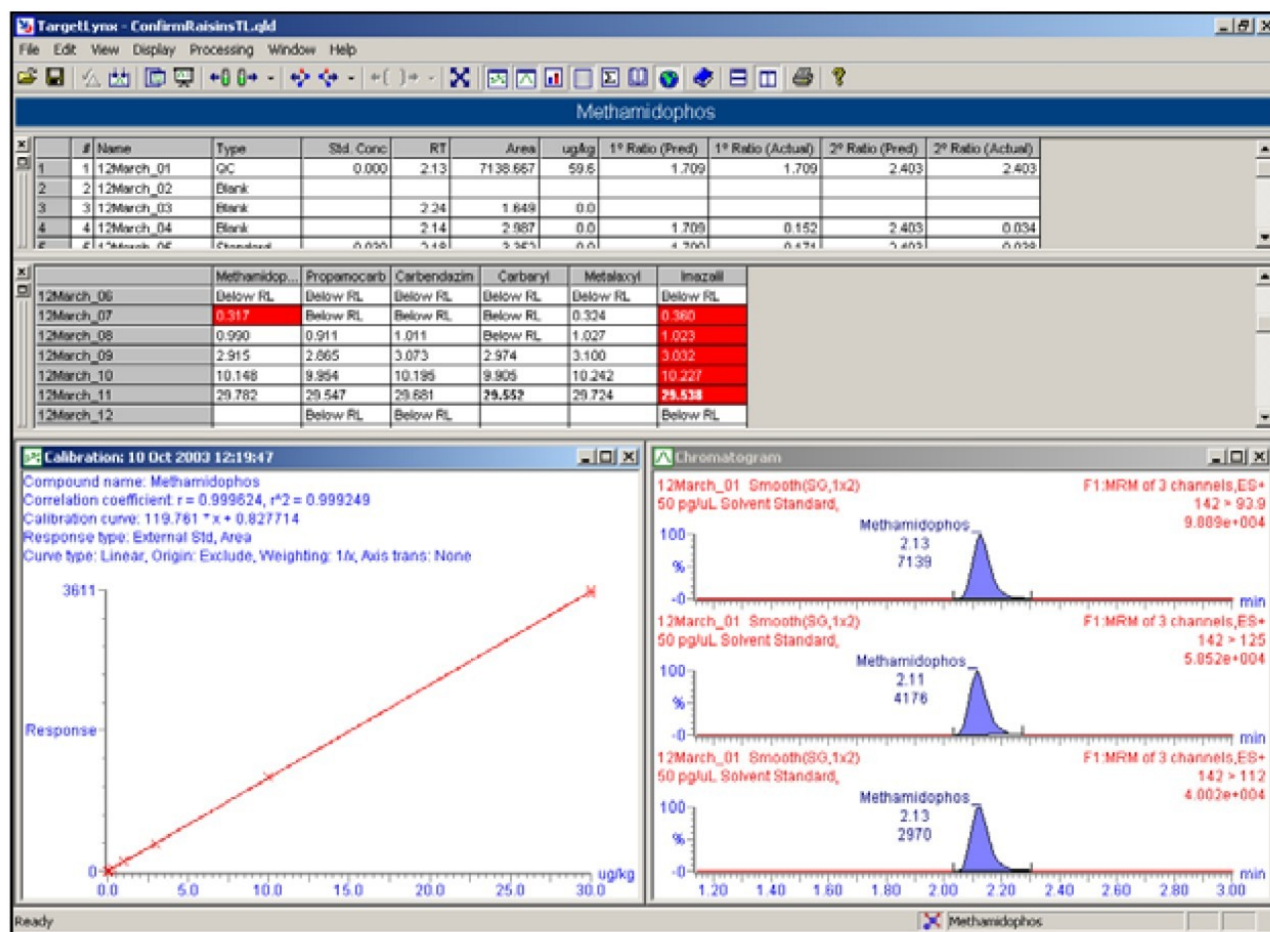 TargetLynx - ConfirmRaisinsTL.qld
File Edit View Display Processing Window Help
Methamidophos
# Name Type Std. Conc RT Area ug/kg 1º Ratio (Pred) 1º Ratio (Actual) 2º Ratio (Pred) 2º Ratio (Actual)
1 1 12March_01 QC 0.000 2.13 7138.667 59.6 1.709 1.709 2.403 2.403
2 2 12March_02 Blank
3 3 12March_03 Blank 2.24 1.649 0.0
4 4 12March_04 Blank 2.14 2.987 0.0 1.709 0.152 2.403 0.034
Methamidop... Propamocarb Carbendazim Carbaryl Metalaxyl Imazalil
12March_06 Below RL Below RL Below RL Below RL Below RL Below RL
12March_07 0.317 Below RL Below RL Below RL 0.324 0.360
12March_08 0.990 0.911 1.011 Below RL 1.027 1.023
12March_09 2.915 2.865 3.073 2.974 3.100 3.032
12March_10 10.148 9.954 10.195 9.905 10.242 10.227
12March_11 29.782 29.547 29.681 29.552 29.724 29.538
12March_12 Below RL Below RL Below RL
Calibration: 10 Oct 2003 12:19:47
Compound name: Methamidophos
Correlation coefficient: r = 0.999624, r^2 = 0.999249
Calibration curve: 119.761 * x + 0.827714
Response type: External Std, Area
Curve type: Linear, Origin: Exclude, Weighting: 1/x, Axis trans: None
3611
Response
0
ug/kg
0.0 5.0 10.0 15.0 20.0 25.0 30.0
Chromatogram
12March_01 Smooth(SG,1x2) F1:MRM of 3 channels,ES+
50 pg/uL Solvent Standard, 142 > 93.9
9.889e+004
Methamidophos
2.13
7139
100
%
-0
min
12March_01 Smooth(SG,1x2) F1:MRM of 3 channels,ES+
50 pg/uL Solvent Standard, 142 > 125
5.852e+004
Methamidophos
2.11
4176
100
%
-0
min
12March_01 Smooth(SG,1x2) F1:MRM of 3 channels,ES+
50 pg/uL Solvent Standard, 142 > 112
4.002e+004
Methamidophos
2.13
2970
100
%
-0
min
1.20 1.40 1.60 1.80 2.00 2.20 2.40 2.60 2.80 3.00
Ready Methamidophos